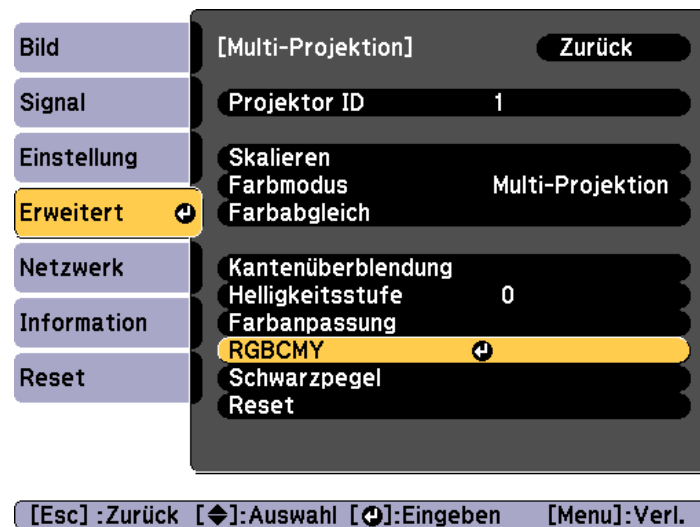 Bild
Signal
Einstellung
Erweitert
Netzwerk
Information
Reset
[Multi-Projektion] Zurück
Projektor ID 1
Skalieren
Farbmodus Multi-Projektion
Farbabgleich
Kantenüberblendung
Helligkeitsstufe 0
Farbanpassung
RGBCMY
Schwarzpegel
Reset
[Esc] :Zurück [◆]:Auswahl [↵]:Eingeben [Menu]:Verl.